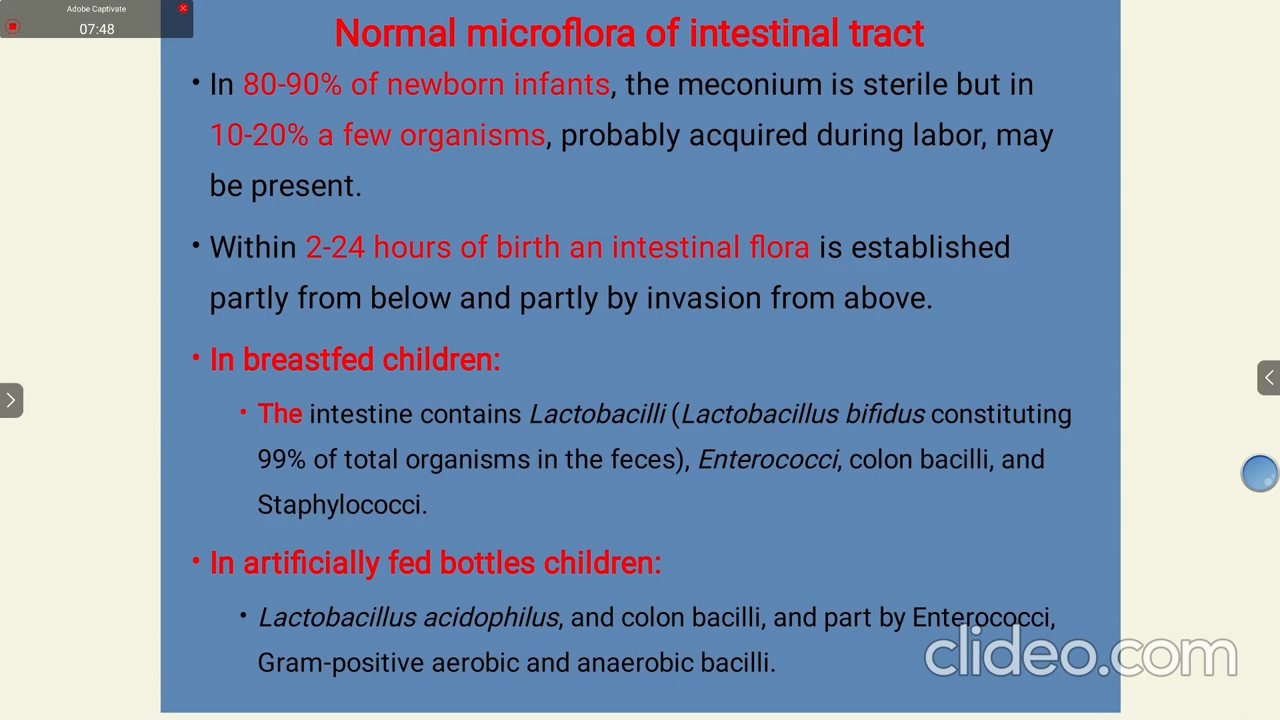 Adobe Captivate
07:48
Normal microflora of intestinal tract
• In 80-90% of newborn infants, the meconium is sterile but in
10-20% a few organisms, probably acquired during labor, may
be present.
• Within 2-24 hours of birth an intestinal flora is established
partly from below and partly by invasion from above.
• In breastfed children:
• The intestine contains Lactobacilli (Lactobacillus bifidus constituting
99% of total organisms in the feces), Enterococci, colon bacilli, and
Staphylococci.
• In artificially fed bottles children:
• Lactobacillus acidophilus, and colon bacilli, and part by Enterococci,
Gram-positive aerobic and anaerobic bacilli.
clideo.com